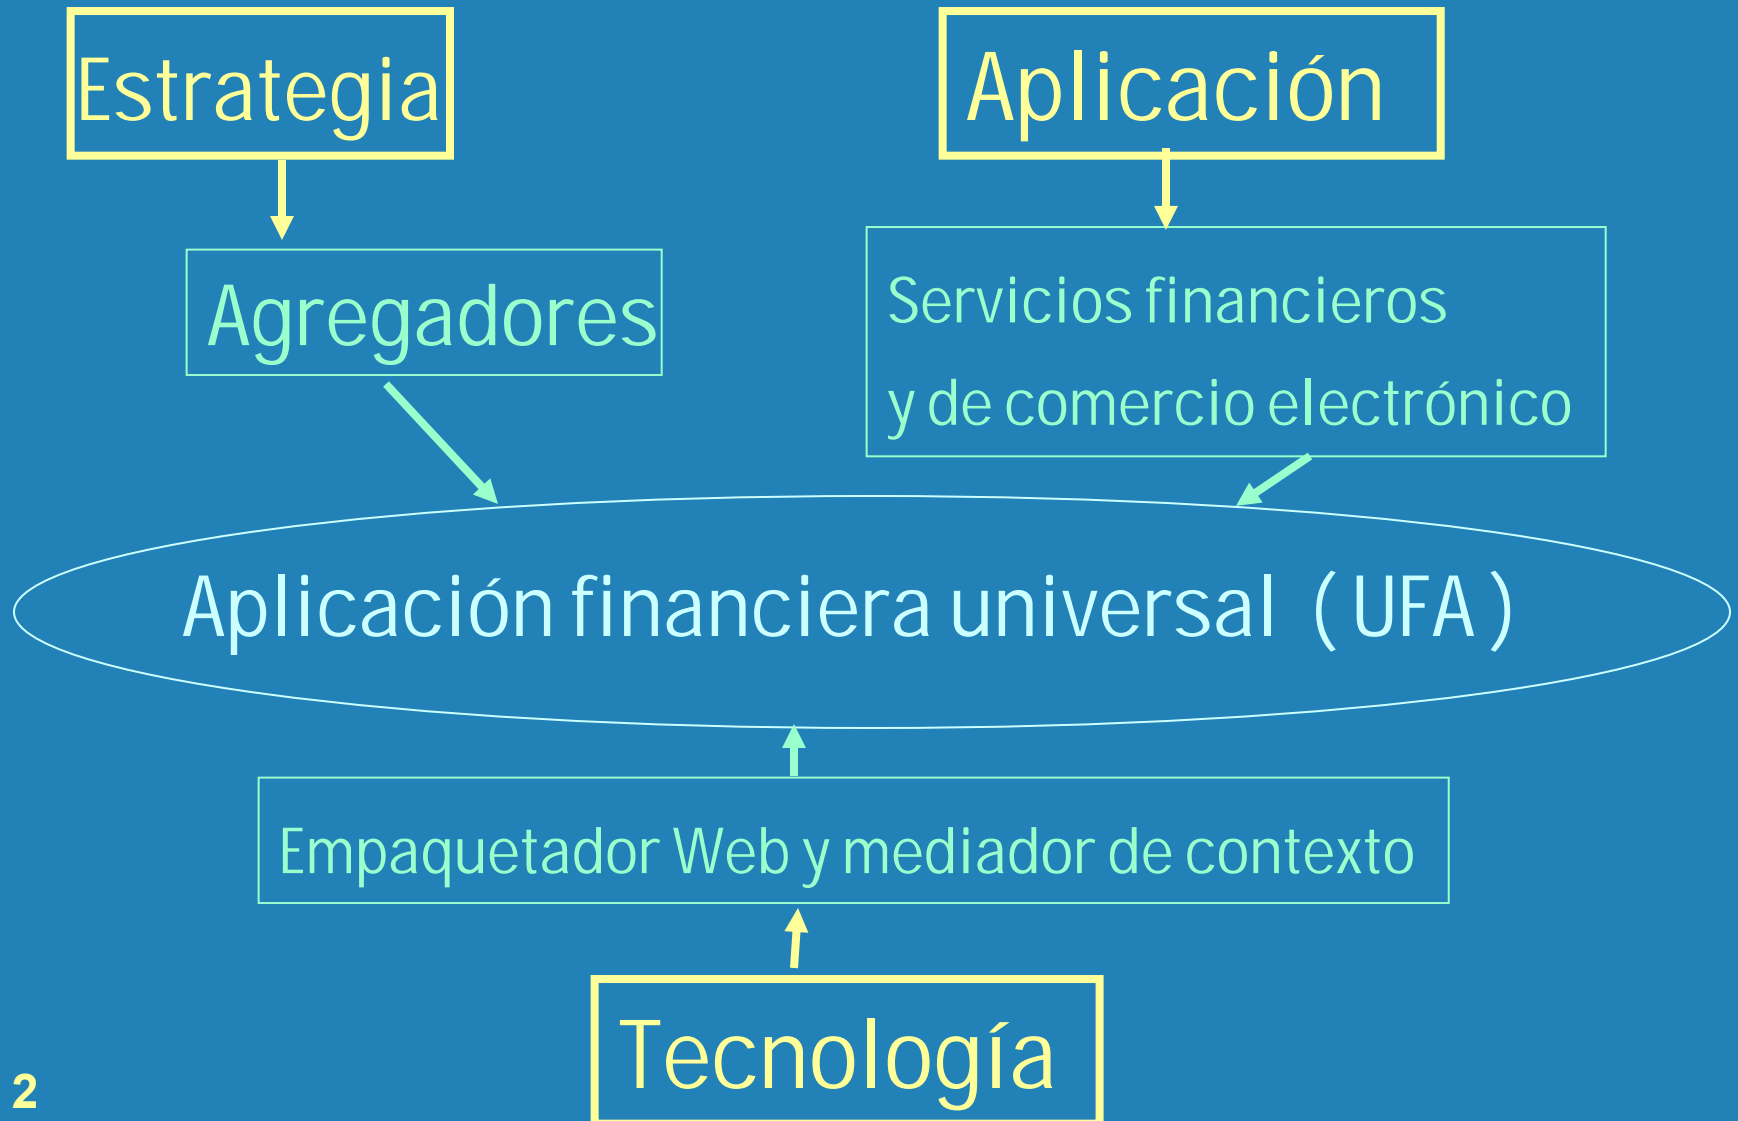 Estrategia
Aplicación
Agregadores
Servicios financieros
y de comercio electrónico
Aplicación financiera universal (UFA)
Empaquetador Web y mediador de contexto
Tecnología
2